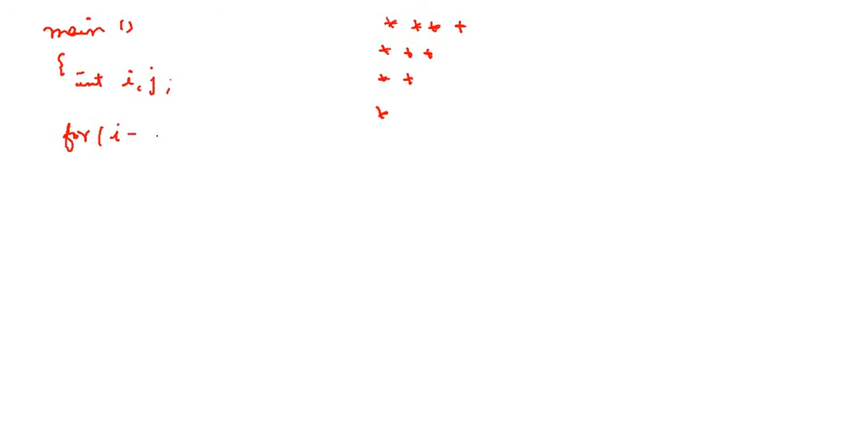 main ()
{
int i, j;
for( i -
* * * *
* * *
* *
*